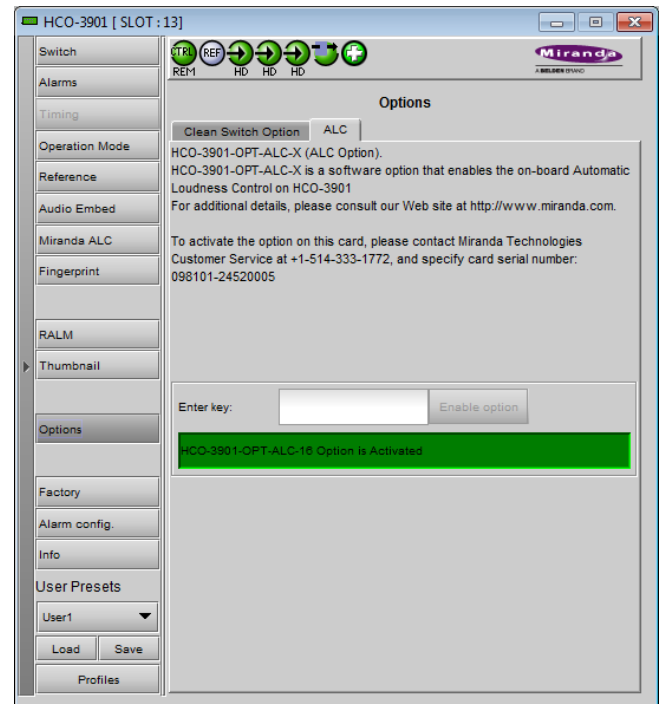 HCO-3901 [ SLOT : 13]
Switch
Alarms
Timing
Operation Mode
Reference
Audio Embed
Miranda ALC
Fingerprint
RALM
Thumbnail
Options
Factory
Alarm config.
Info
User Presets
User1
Load Save
Profiles
CTRL REF
REM HD HD HD
Miranda
A BELDEN BRAND
Options
Clean Switch Option ALC
HCO-3901-OPT-ALC-X (ALC Option).
HCO-3901-OPT-ALC-X is a software option that enables the on-board Automatic
Loudness Control on HCO-3901
For additional details, please consult our Web site at http://www.miranda.com.
To activate the option on this card, please contact Miranda Technologies
Customer Service at +1-514-333-1772, and specify card serial number:
098101-24520005
Enter key: Enable option
HCO-3901-OPT-ALC-16 Option is Activated